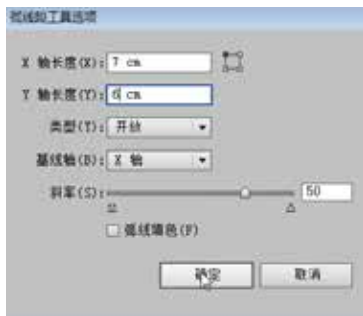 弧线段工具选项
X 轴长度(X): 7 cm
Y 轴长度(Y): 6 cm
类型(T): 开放
基线轴(B): X 轴
斜率(S): 50
弧线填色(F)
确定 取消